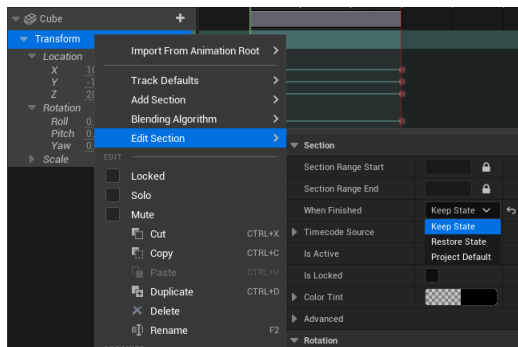 Cube
+
Transform
Location
X
Y
Z
Rotation
Roll 0.
Pitch 0.
Yaw 0.
Scale
Import From Animation Root
Track Defaults
Add Section
Blending Algorithm
Edit Section
EDIT
Locked
Solo
Mute
Cut CTRL+X
Copy CTRL+C
Paste CTRL+V
Duplicate CTRL+D
Delete
Rename F2
Section
Section Range Start
Section Range End
When Finished Keep State
Keep State
Restore State
Project Default
Timecode Source
Is Active
Is Locked
Color Tint
Advanced
Rotation